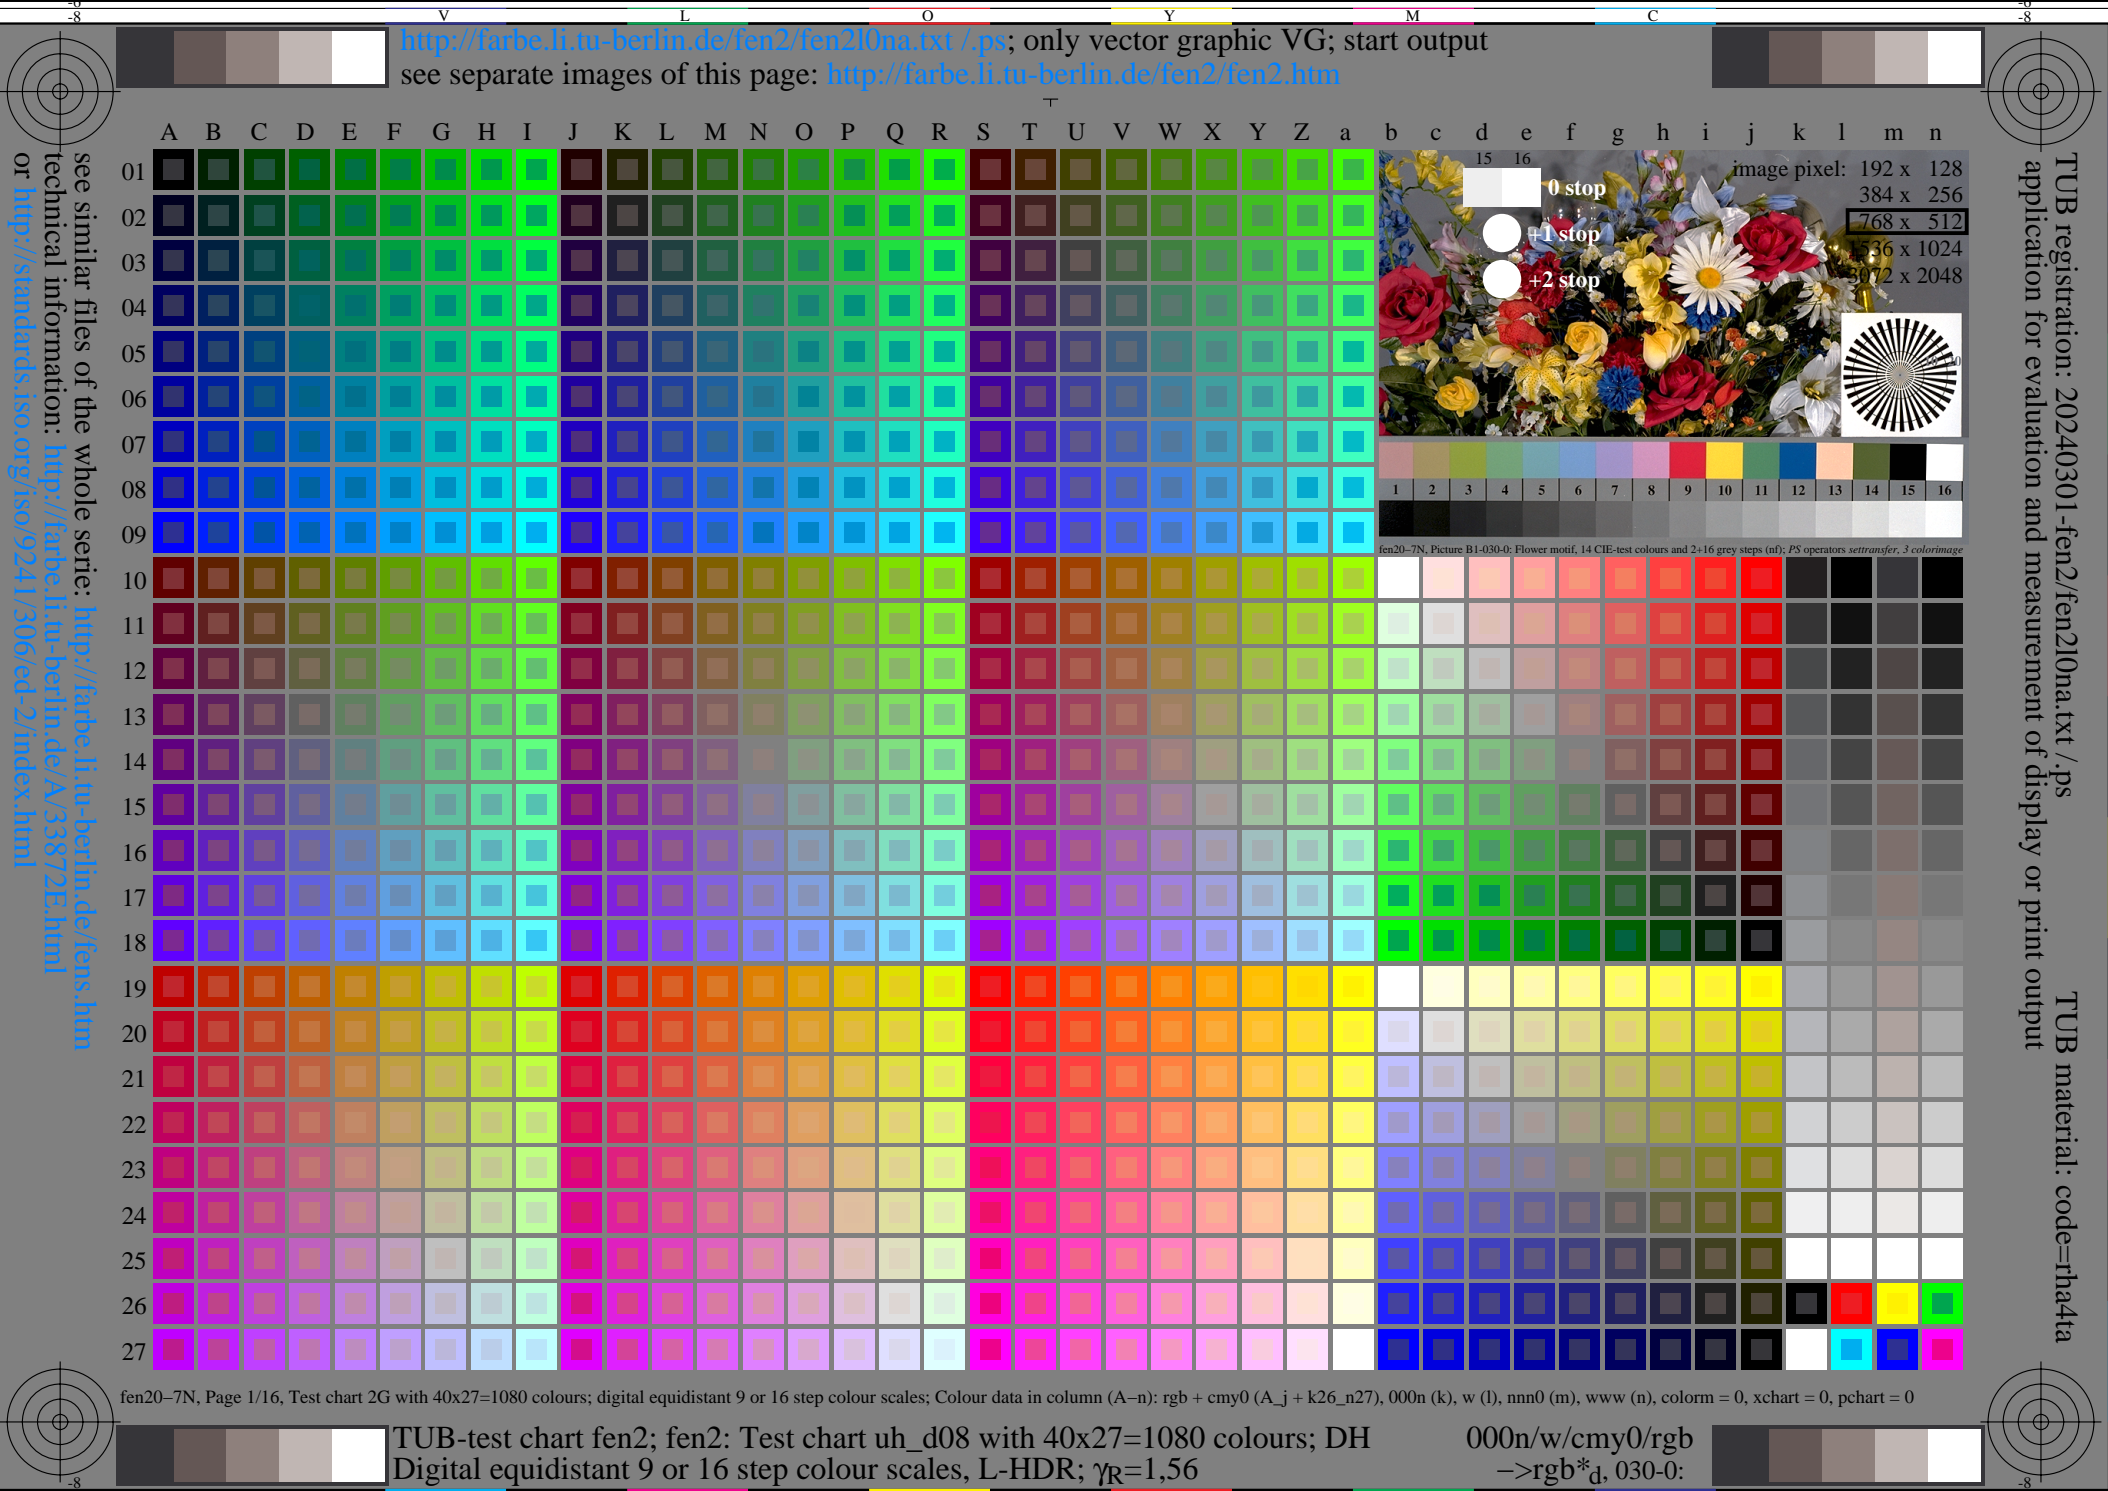 -8 V L O Y M C -8
http://farbe.li.tu-berlin.de/fen2/fen2l0na.txt /.ps; only vector graphic VG; start output
see separate images of this page: http://farbe.li.tu-berlin.de/fen2/fen2.htm
A B C D E F G H I J K L M N O P Q R S T U V W X Y Z a b c d e f g h i j k l m n
01
02
03
04
05
06
07
08
09
10
11
12
13
14
15
16
17
18
19
20
21
22
23
24
25
26
27
15 16
0 stop
+1 stop
+2 stop
image pixel: 192 x 128
384 x 256
768 x 512
1536 x 1024
3072 x 2048
1 2 3 4 5 6 7 8 9 10 11 12 13 14 15 16
fen20−7N, Picture B1-030-0: Flower motif, 14 CIE-test colours and 2+16 grey steps (nf); PS operators settransfer, 3 colorimage
see similar files of the whole serie: http://farbe.li.tu-berlin.de/fens.htm
technical information: http://farbe.li.tu-berlin.de/A/33872E.html
or http://standards.iso.org/iso/9241/306/ed-2/index.html
TUB registration: 20240301-fen2/fen2l0na.txt /.ps
application for evaluation and measurement of display or print output
TUB material: code=rha4ta
fen20−7N, Page 1/16, Test chart 2G with 40x27=1080 colours; digital equidistant 9 or 16 step colour scales; Colour data in column (A−n): rgb + cmy0 (A_j + k26_n27), 000n (k), w (l), nnn0 (m), www (n), colorm = 0, xchart = 0, pchart = 0
TUB-test chart fen2; fen2: Test chart uh_d08 with 40x27=1080 colours; DH
Digital equidistant 9 or 16 step colour scales, L-HDR; γR=1,56
000n/w/cmy0/rgb
−>rgb*d, 030-0:
-8 -8